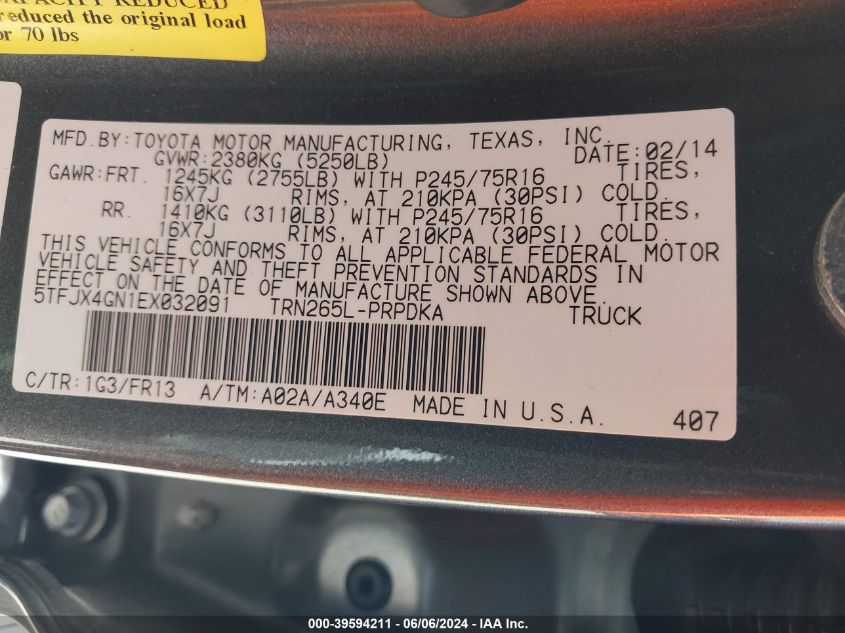 CAPACITY REDUCED
reduced the original load
or 70 lbs
MFD.BY:TOYOTA MOTOR MANUFACTURING, TEXAS, INC.
GVWR:2380KG (5250LB) DATE:02/14
GAWR:FRT. 1245KG (2755LB) WITH P245/75R16 TIRES,
16X7J RIMS, AT 210KPA (30PSI) COLD.
RR. 1410KG (3110LB) WITH P245/75R16 TIRES,
16X7J RIMS, AT 210KPA (30PSI) COLD.
THIS VEHICLE CONFORMS TO ALL APPLICABLE FEDERAL MOTOR
VEHICLE SAFETY AND THEFT PREVENTION STANDARDS IN
EFFECT ON THE DATE OF MANUFACTURE SHOWN ABOVE.
5TFJX4GN1EX032091 TRN265L-PRPDKA TRUCK
C/TR:1G3/FR13 A/TM:A02A/A340E MADE IN U.S.A.
407
000-39594211 - 06/06/2024 - IAA Inc.